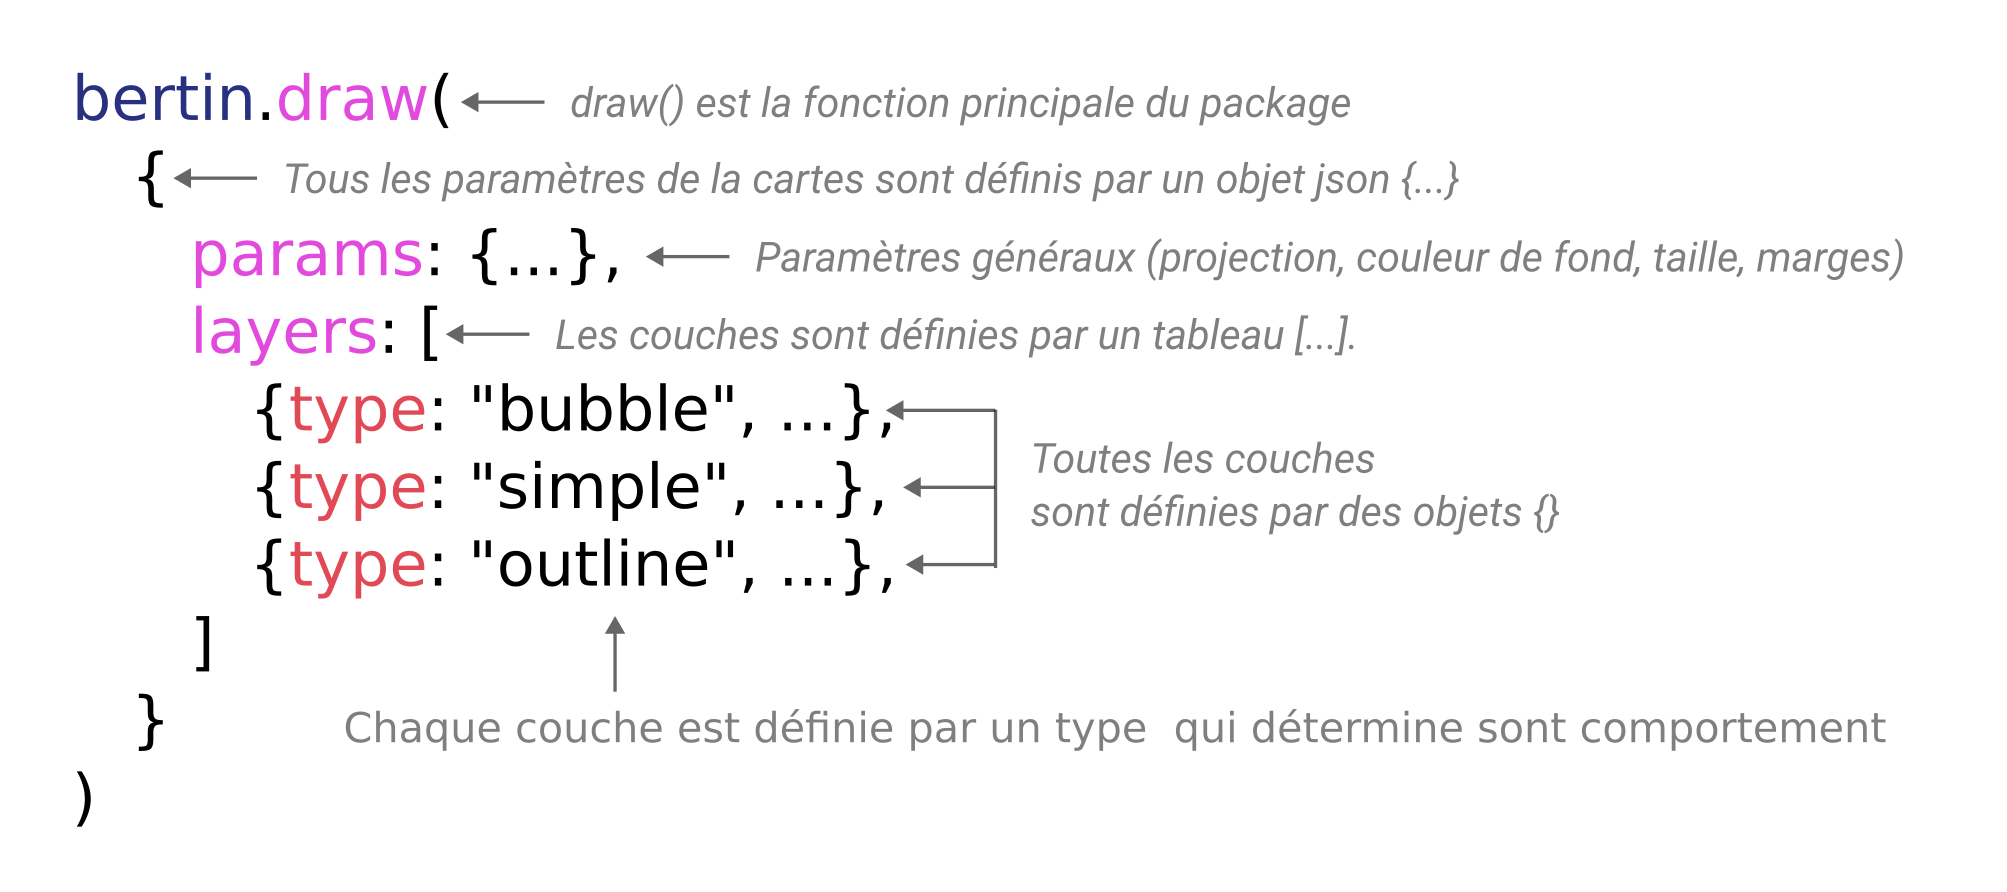 bertin.draw( draw() est la fonction principale du package
{ Tous les paramètres de la cartes sont définis par un objet json {...}
params: {...}, Paramètres généraux (projection, couleur de fond, taille, marges)
layers: [ Les couches sont définies par un tableau [...].
{type: "bubble", ...},
{type: "simple", ...},
{type: "outline", ...},
Toutes les couches
sont définies par des objets {}
]
} Chaque couche est définie par un type qui détermine sont comportement
)